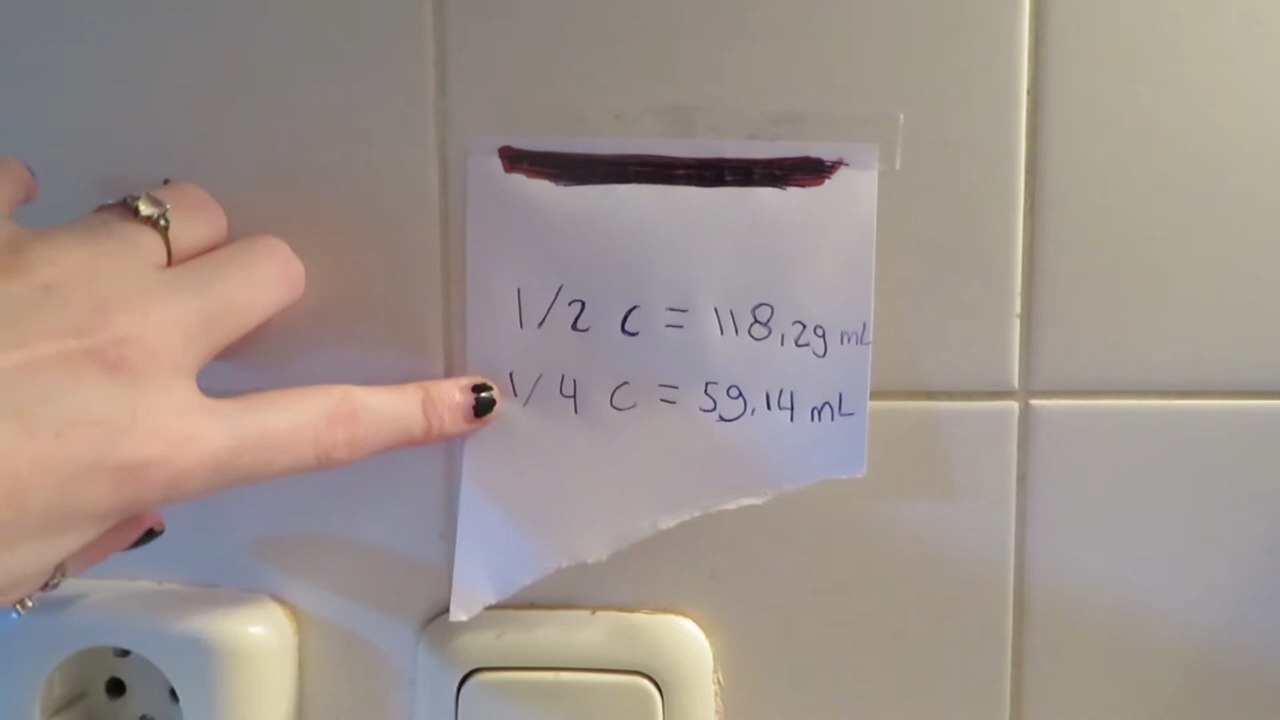 1/2 c = 118,29 mL
1/4 c = 59,14 mL